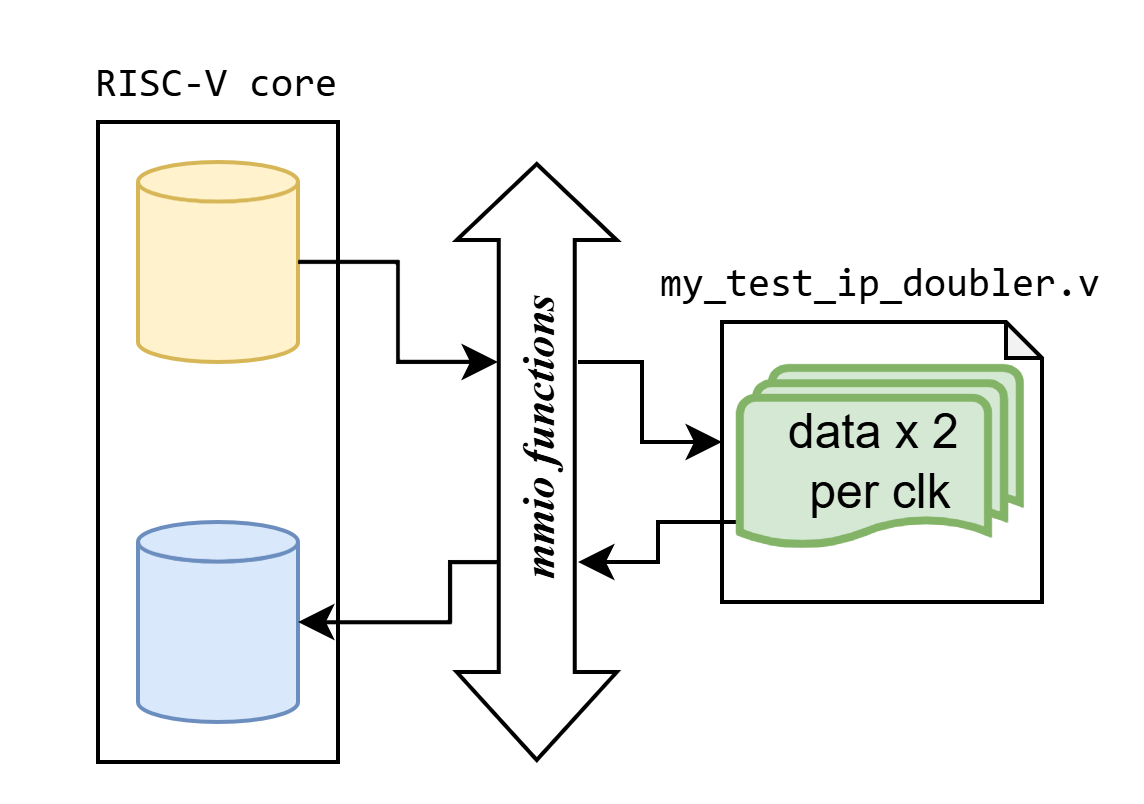 RISC-V core
mmio functions
my_test_ip_doubler.v
data x 2
per clk